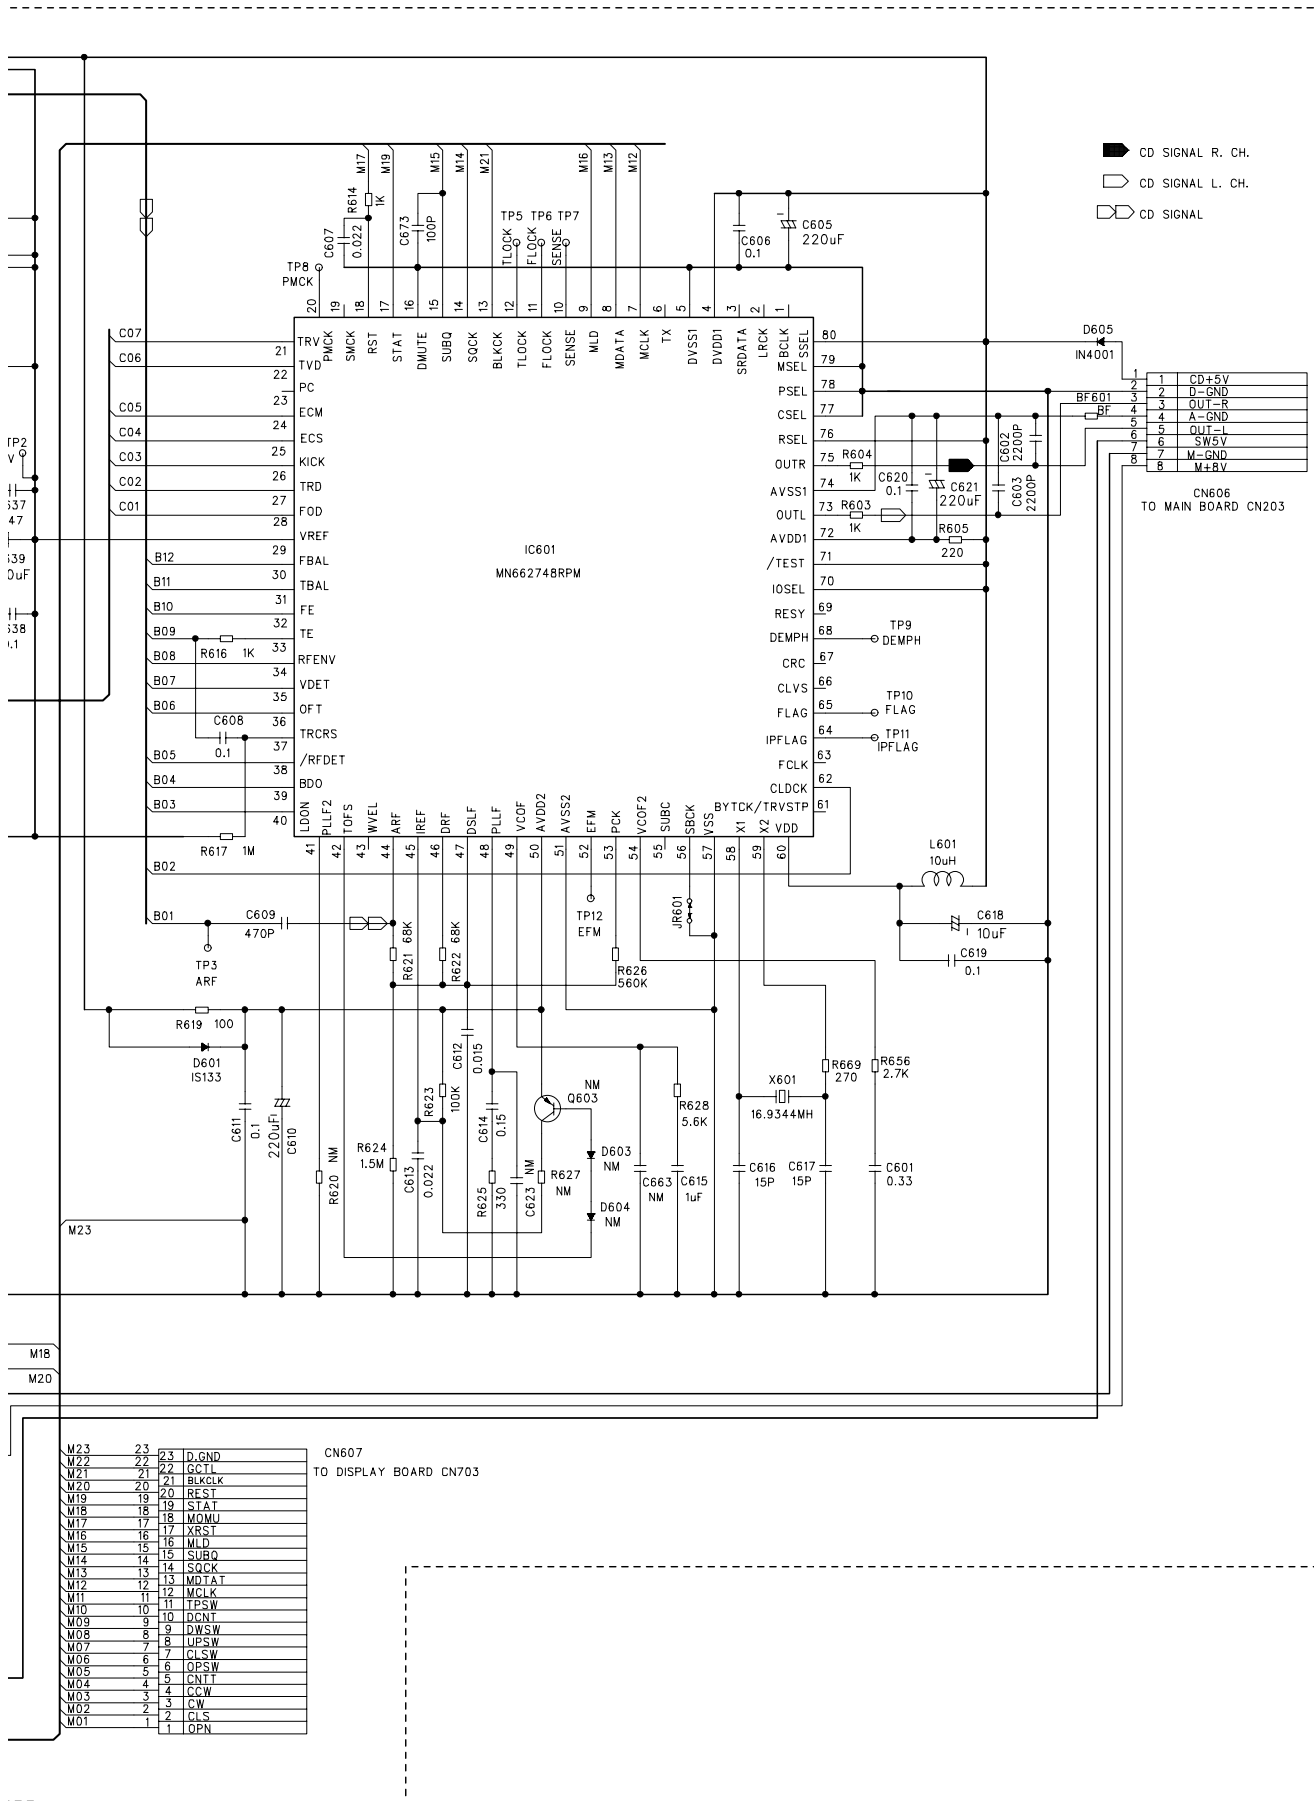 CD SIGNAL R. CH.
CD SIGNAL L. CH.
CD SIGNAL
M17
M19
M15
M14
M21
M16
M13
M12
R614
1K
C607
0.022
C673
100P
TP5 TP6 TP7
TLOCK
FLOCK
SENSE
C606
0.1
C605
220uF
TP8
PMCK
20
19
18
17
16
15
14
13
12
11
10
9
8
7
6
5
4
3
2
1
PMCK
SMCK
RST
STAT
DMUTE
SUBQ
SQCK
BLKCK
TLOCK
FLOCK
SENSE
MLD
MDATA
MCLK
TX
DVSS1
DVDD1
SRDATA
LRCK
BCLK
C07
C06
C05
C04
C03
C02
C01
B12
B11
B10
B09
B08
B07
B06
B05
B04
B03
B02
B01
TRV
21
TVD
22
PC
23
ECM
24
ECS
25
KICK
26
TRD
27
FOD
28
VREF
29
FBAL
30
TBAL
31
FE
32
TE
33
RFENV
34
VDET
35
OFT
36
TRCRS
37
/RFDET
38
BDO
39
LDON
40
IC601
MN662748RPM
SSEL 80
MSEL 79
PSEL 78
CSEL 77
RSEL 76
OUTR 75
AVSS1 74
OUTL 73
AVDD1 72
/TEST 71
IOSEL 70
RESY 69
DEMPH 68
CRC 67
CLVS 66
FLAG 65
IPFLAG 64
FCLK 63
CLDCK 62
BYTCK/TRVSTP 61
D605
IN4001
BF601
BF
1 1 CD+5V
2 2 D-GND
3 3 OUT-R
4 4 A-GND
5 5 OUT-L
6 6 SW5V
7 7 M-GND
8 8 M+8V
CN606
TO MAIN BOARD CN203
R604
1K
R603
1K
C620
0.1
C621
220uF
C602
2200P
C603
2200P
R605
220
TP9
DEMPH
TP10
FLAG
TP11
IPFLAG
TP2
R616 1K
C608
0.1
R617 1M
PLLF2
TOFS
WVEL
ARF
IREF
DRF
DSLF
PLLF
VCOF
AVDD2
AVSS2
EFM
PCK
VCOF2
SUBC
SBCK
VSS
X1
X2
VDD
41
42
43
44
45
46
47
48
49
50
51
52
53
54
55
56
57
58
59
60
L601
10uH
C618
10uF
C619
0.1
C609
470P
TP3
ARF
R621 68K
R622 68K
TP12
EFM
JR601
R626
560K
R619 100
D601
IS133
C611
0.1
220uF
C610
R620 NM
R624
1.5M
C613
0.022
R623
100K
C612
0.015
C614
0.15
R625
330
C623 NM
NM
Q603
R627
NM
D603
NM
D604
NM
C663
NM
R628
5.6K
C615
1uF
X601
16.9344MH
C616
15P
C617
15P
R669
270
R656
2.7K
C601
0.33
M23
M18
M20
CN607
TO DISPLAY BOARD CN703
M23 23 23 D.GND
M22 22 22 GCTL
M21 21 21 BLKCLK
M20 20 20 REST
M19 19 19 STAT
M18 18 18 MOMU
M17 17 17 XRST
M16 16 16 MLD
M15 15 15 SUBQ
M14 14 14 SQCK
M13 13 13 MDTAT
M12 12 12 MCLK
M11 11 11 TPSW
M10 10 10 DCNT
M09 9 9 DWSW
M08 8 8 UPSW
M07 7 7 CLSW
M06 6 6 OPSW
M05 5 5 CNTT
M04 4 4 CCW
M03 3 3 CW
M02 2 2 CLS
M01 1 1 OPN